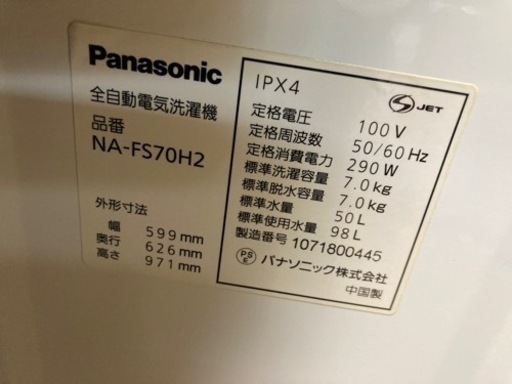 Panasonic
全自動電気洗濯機
品番
NA-FS70H2
外形寸法
幅 599mm
奥行 626mm
高さ 971mm
IPX4
S JET
定格電圧 100V
定格周波数 50/60Hz
定格消費電力 290W
標準洗濯容量 7.0kg
標準脱水容量 7.0kg
標準水量 50L
標準使用水量 98L
製造番号 1071800445
PSE パナソニック株式会社
中国製